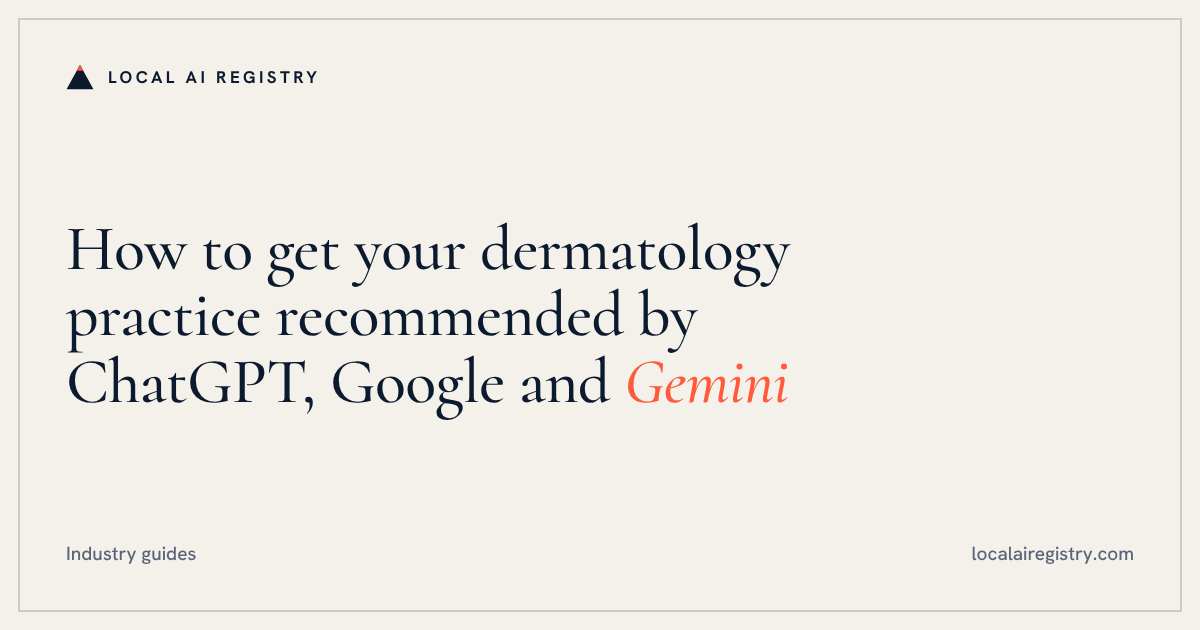 LOCAL AI REGISTRY
How to get your dermatology
practice recommended by
ChatGPT, Google and Gemini
Industry guides
localairegistry.com